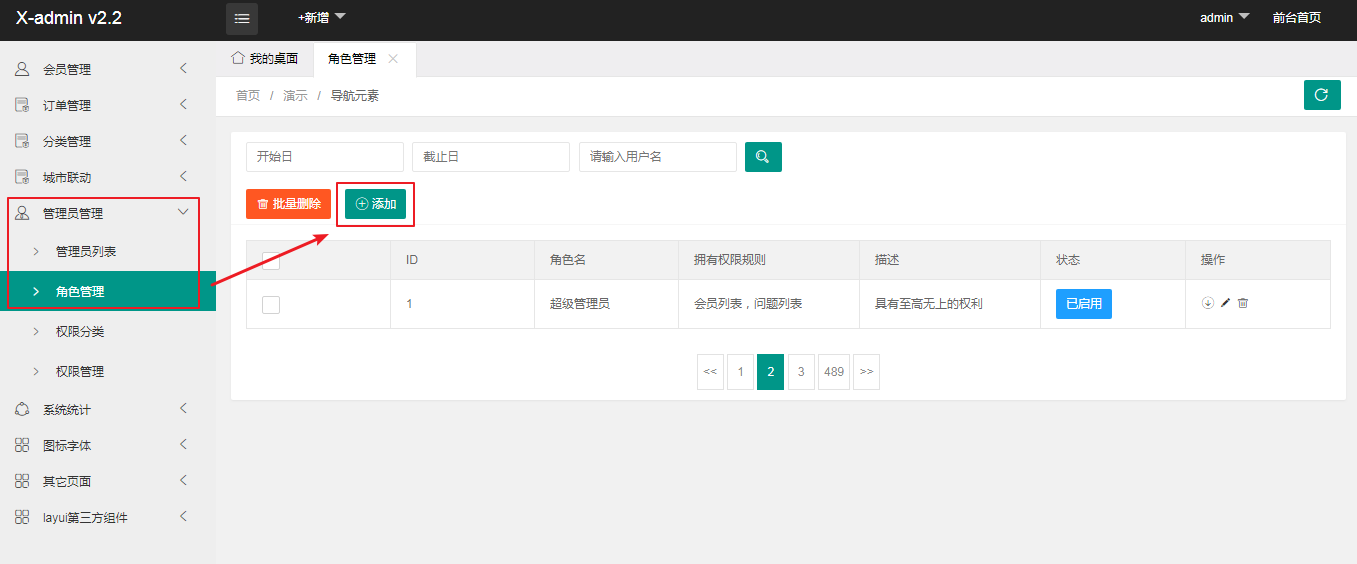 X-admin v2.2
+新增
admin
前台首页
会员管理
订单管理
分类管理
城市联动
管理员管理
管理员列表
角色管理
权限分类
权限管理
系统统计
图标字体
其它页面
layui第三方组件
我的桌面
角色管理
首页 / 演示 / 导航元素
开始日
截止日
请输入用户名
批量删除
添加
ID 角色名 拥有权限规则 描述 状态 操作
1 超级管理员 会员列表，问题列表 具有至高无上的权利 已启用
<< 1 2 3 489 >>